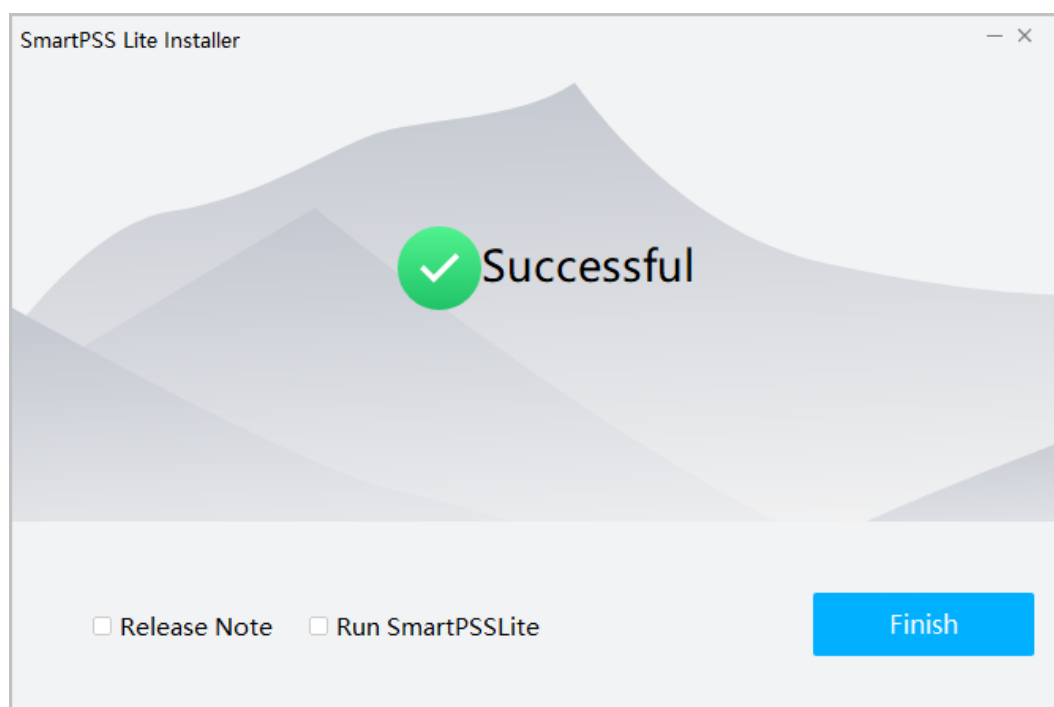 SmartPSS Lite Installer
Successful
Release Note
Run SmartPSSLite
Finish